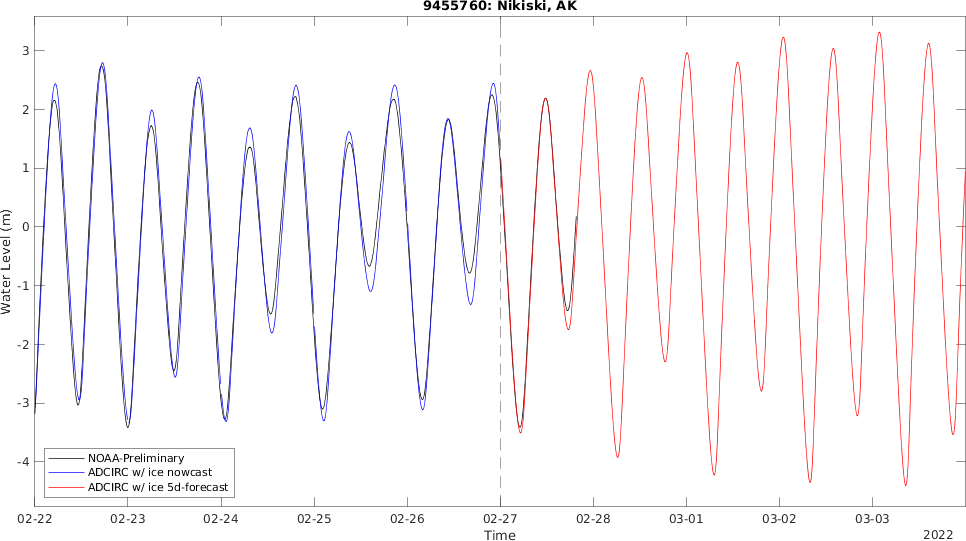 9455760: Nikiski, AK
Water Level (m)
3
2
1
0
-1
-2
-3
-4
NOAA-Preliminary
ADCIRC w/ ice nowcast
ADCIRC w/ ice 5d-forecast
02-22 02-23 02-24 02-25 02-26 02-27 02-28 03-01 03-02 03-03
Time
2022